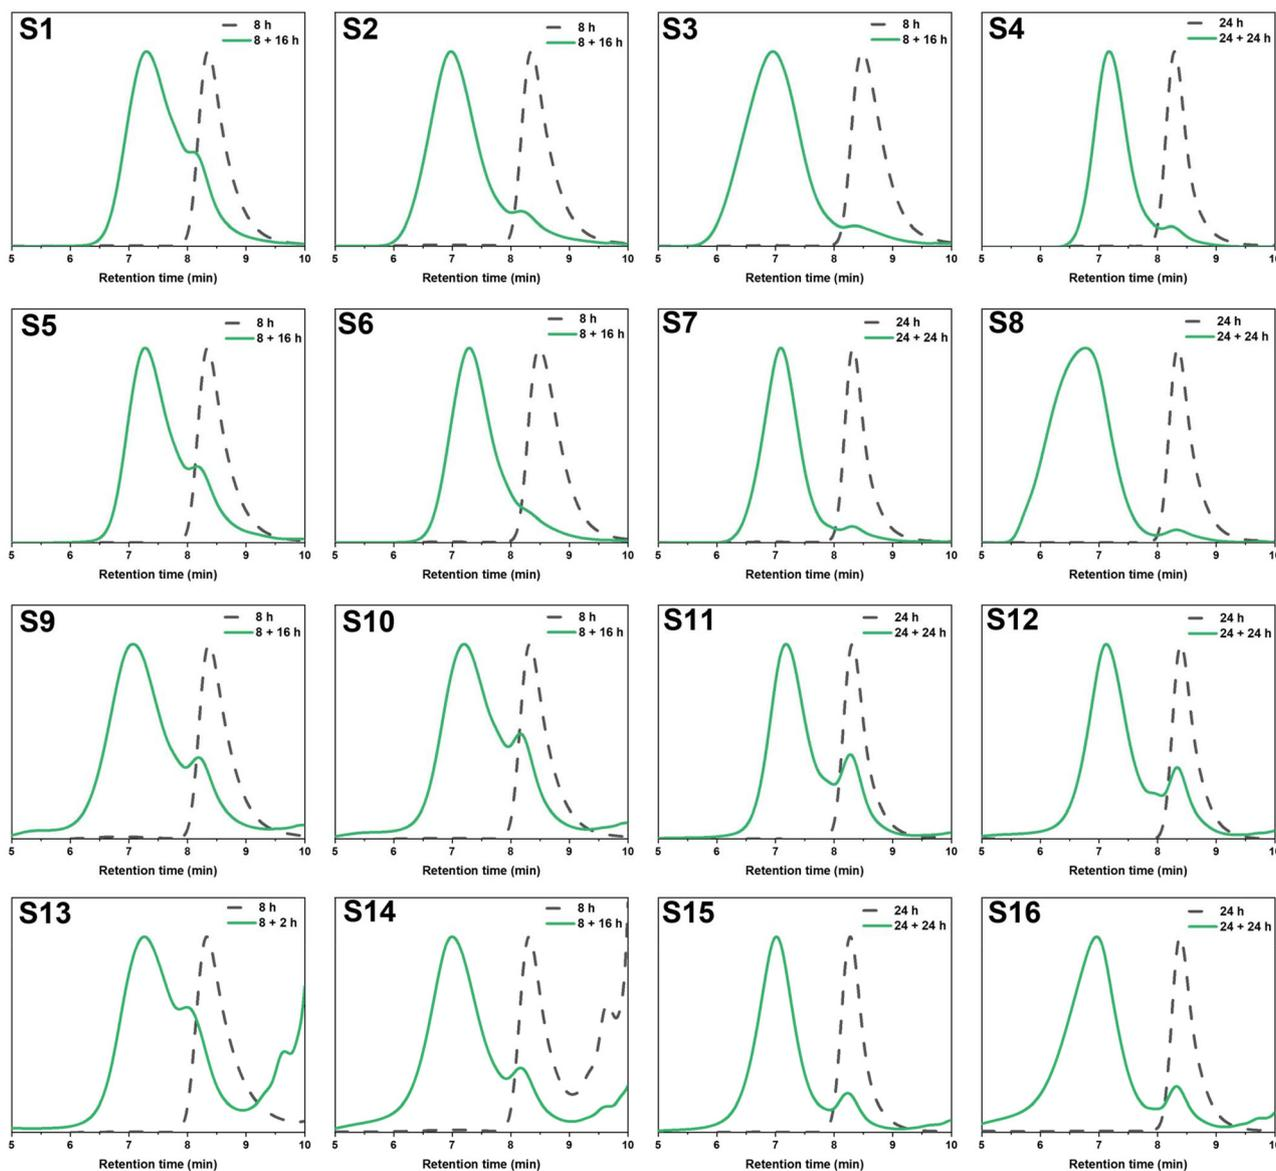 S1
8 h
8 + 16 h
5 6 7 8 9 10
Retention time (min)
S2
8 h
8 + 16 h
5 6 7 8 9 10
Retention time (min)
S3
8 h
8 + 16 h
5 6 7 8 9 10
Retention time (min)
S4
24 h
24 + 24 h
5 6 7 8 9 10
Retention time (min)
S5
8 h
8 + 16 h
5 6 7 8 9 10
Retention time (min)
S6
8 h
8 + 16 h
5 6 7 8 9 10
Retention time (min)
S7
24 h
24 + 24 h
5 6 7 8 9 10
Retention time (min)
S8
24 h
24 + 24 h
5 6 7 8 9 10
Retention time (min)
S9
8 h
8 + 16 h
5 6 7 8 9 10
Retention time (min)
S10
8 h
8 + 16 h
5 6 7 8 9 10
Retention time (min)
S11
24 h
24 + 24 h
5 6 7 8 9 10
Retention time (min)
S12
24 h
24 + 24 h
5 6 7 8 9 10
Retention time (min)
S13
8 h
8 + 2 h
5 6 7 8 9 10
Retention time (min)
S14
8 h
8 + 16 h
5 6 7 8 9 10
Retention time (min)
S15
24 h
24 + 24 h
5 6 7 8 9 10
Retention time (min)
S16
24 h
24 + 24 h
5 6 7 8 9 10
Retention time (min)